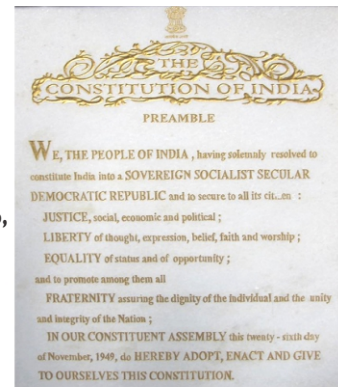 THE
CONSTITUTION OF INDIA
PREAMBLE
WE, THE PEOPLE OF INDIA , having solemnly resolved to
constitute India into a SOVEREIGN SOCIALIST SECULAR
DEMOCRATIC REPUBLIC and to secure to all its :
JUSTICE, social, economic and political ;
LIBERTY of thought, expression, belief, faith and worship ;
EQUALITY of status and of opportunity ;
and to promote among them all
FRATERNITY assuring the dignity of the individual and the unity
and integrity of the Nation ;
IN OUR CONSTITUENT ASSEMBLY this twenty - sixth day
of November, 1949, do HEREBY ADOPT, ENACT AND GIVE
TO OURSELVES THIS CONSTITUTION.